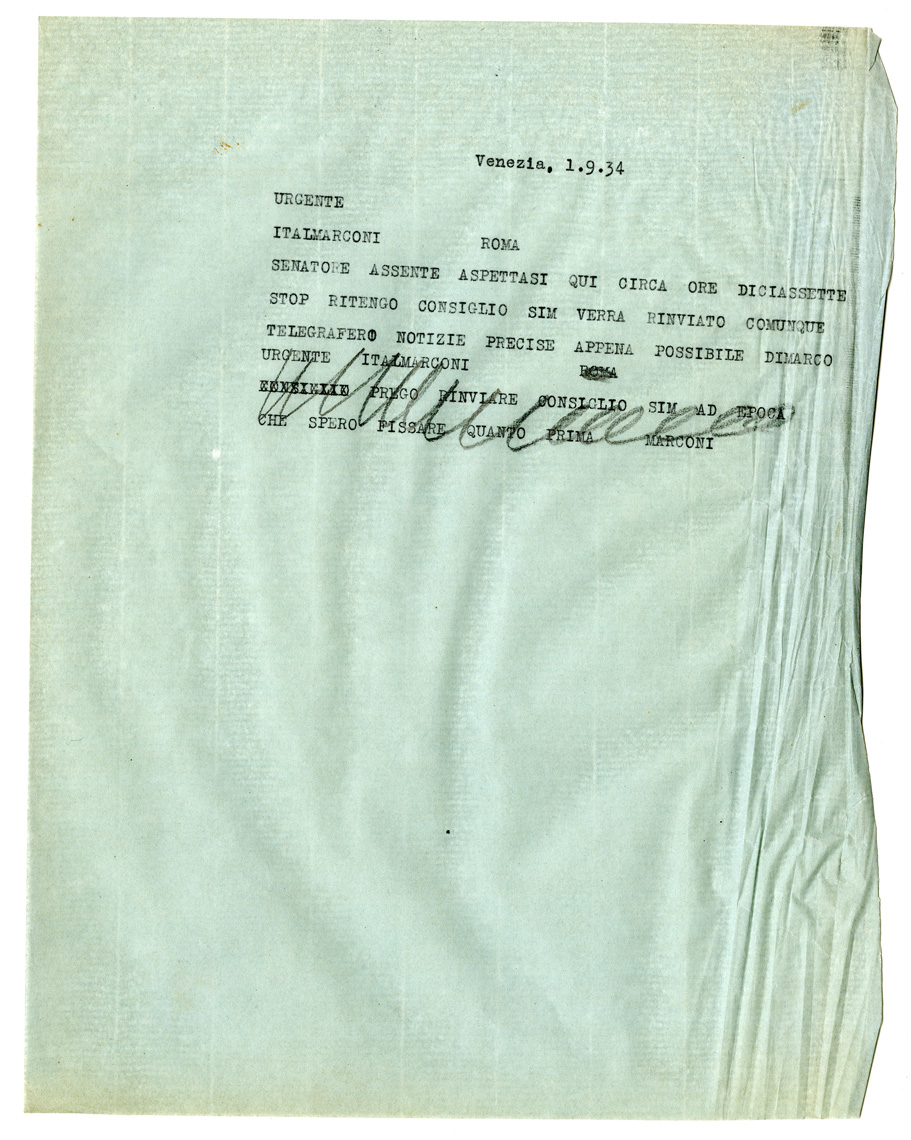 Venezia, 1.9.34
URGENTE
ITALMARCONI ROMA
SENATORE ASSENTE ASPETTASI QUI CIRCA ORE DICIASSETTE
STOP RITENGO CONSIGLIO SIM VERRA RINVIATO COMUNQUE
TELEGRAFERO NOTIZIE PRECISE APPENA POSSIBILE DIMARCO
URGENTE ITALMARCONI ROMA
PREGO RINVIARE CONSIGLIO SIM AD EPOCA
CHE SPERO FISSARE QUANTO PRIMA MARCONI